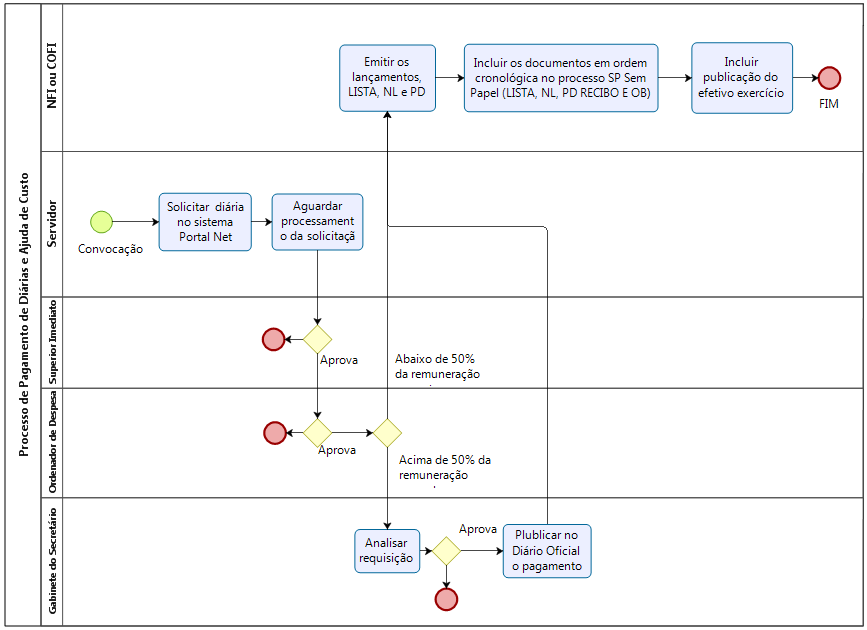 Processo de Pagamento de Diárias e Ajuda de Custo
NFI ou COFI
Emitir os
lançamentos,
LISTA, NL e PD
Incluir os documentos em ordem
cronológica no processo SP Sem
Papel (LISTA, NL, PD RECIBO E OB)
Incluir
publicação do
efetivo exercício
FIM
Servidor
Convocação
Solicitar diária
no sistema
Portal Net
Aguardar
processament
o da solicitaçã
Superior Imediato
Aprova
Abaixo de 50%
da remuneração
Ordenador de Despesa
Aprova
Acima de 50% da
remuneração
Gabinete do Secretário
Analisar
requisição
Aprova
Plublicar no
Diário Oficial
o pagamento